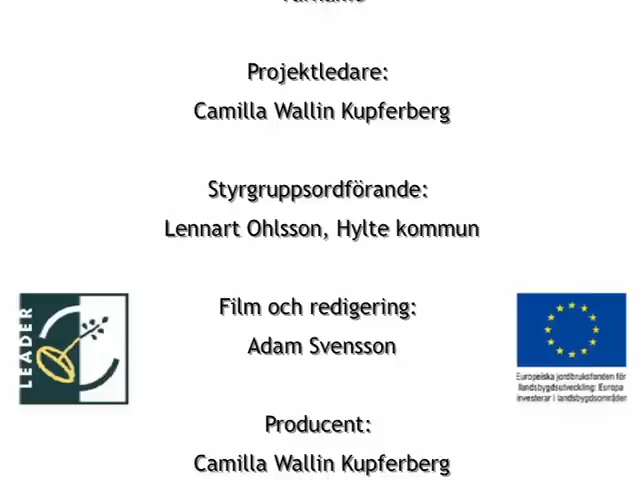 Projektledare:
Camilla Wallin Kupferberg
Styrgruppsordförande:
Lennart Ohlsson, Hylte kommun
Film och redigering:
Adam Svensson
LEADER
Europeiska jordbruksfonden för
landsbygdsutveckling: Europa
investerar i landsbygdsområden
Producent:
Camilla Wallin Kupferberg